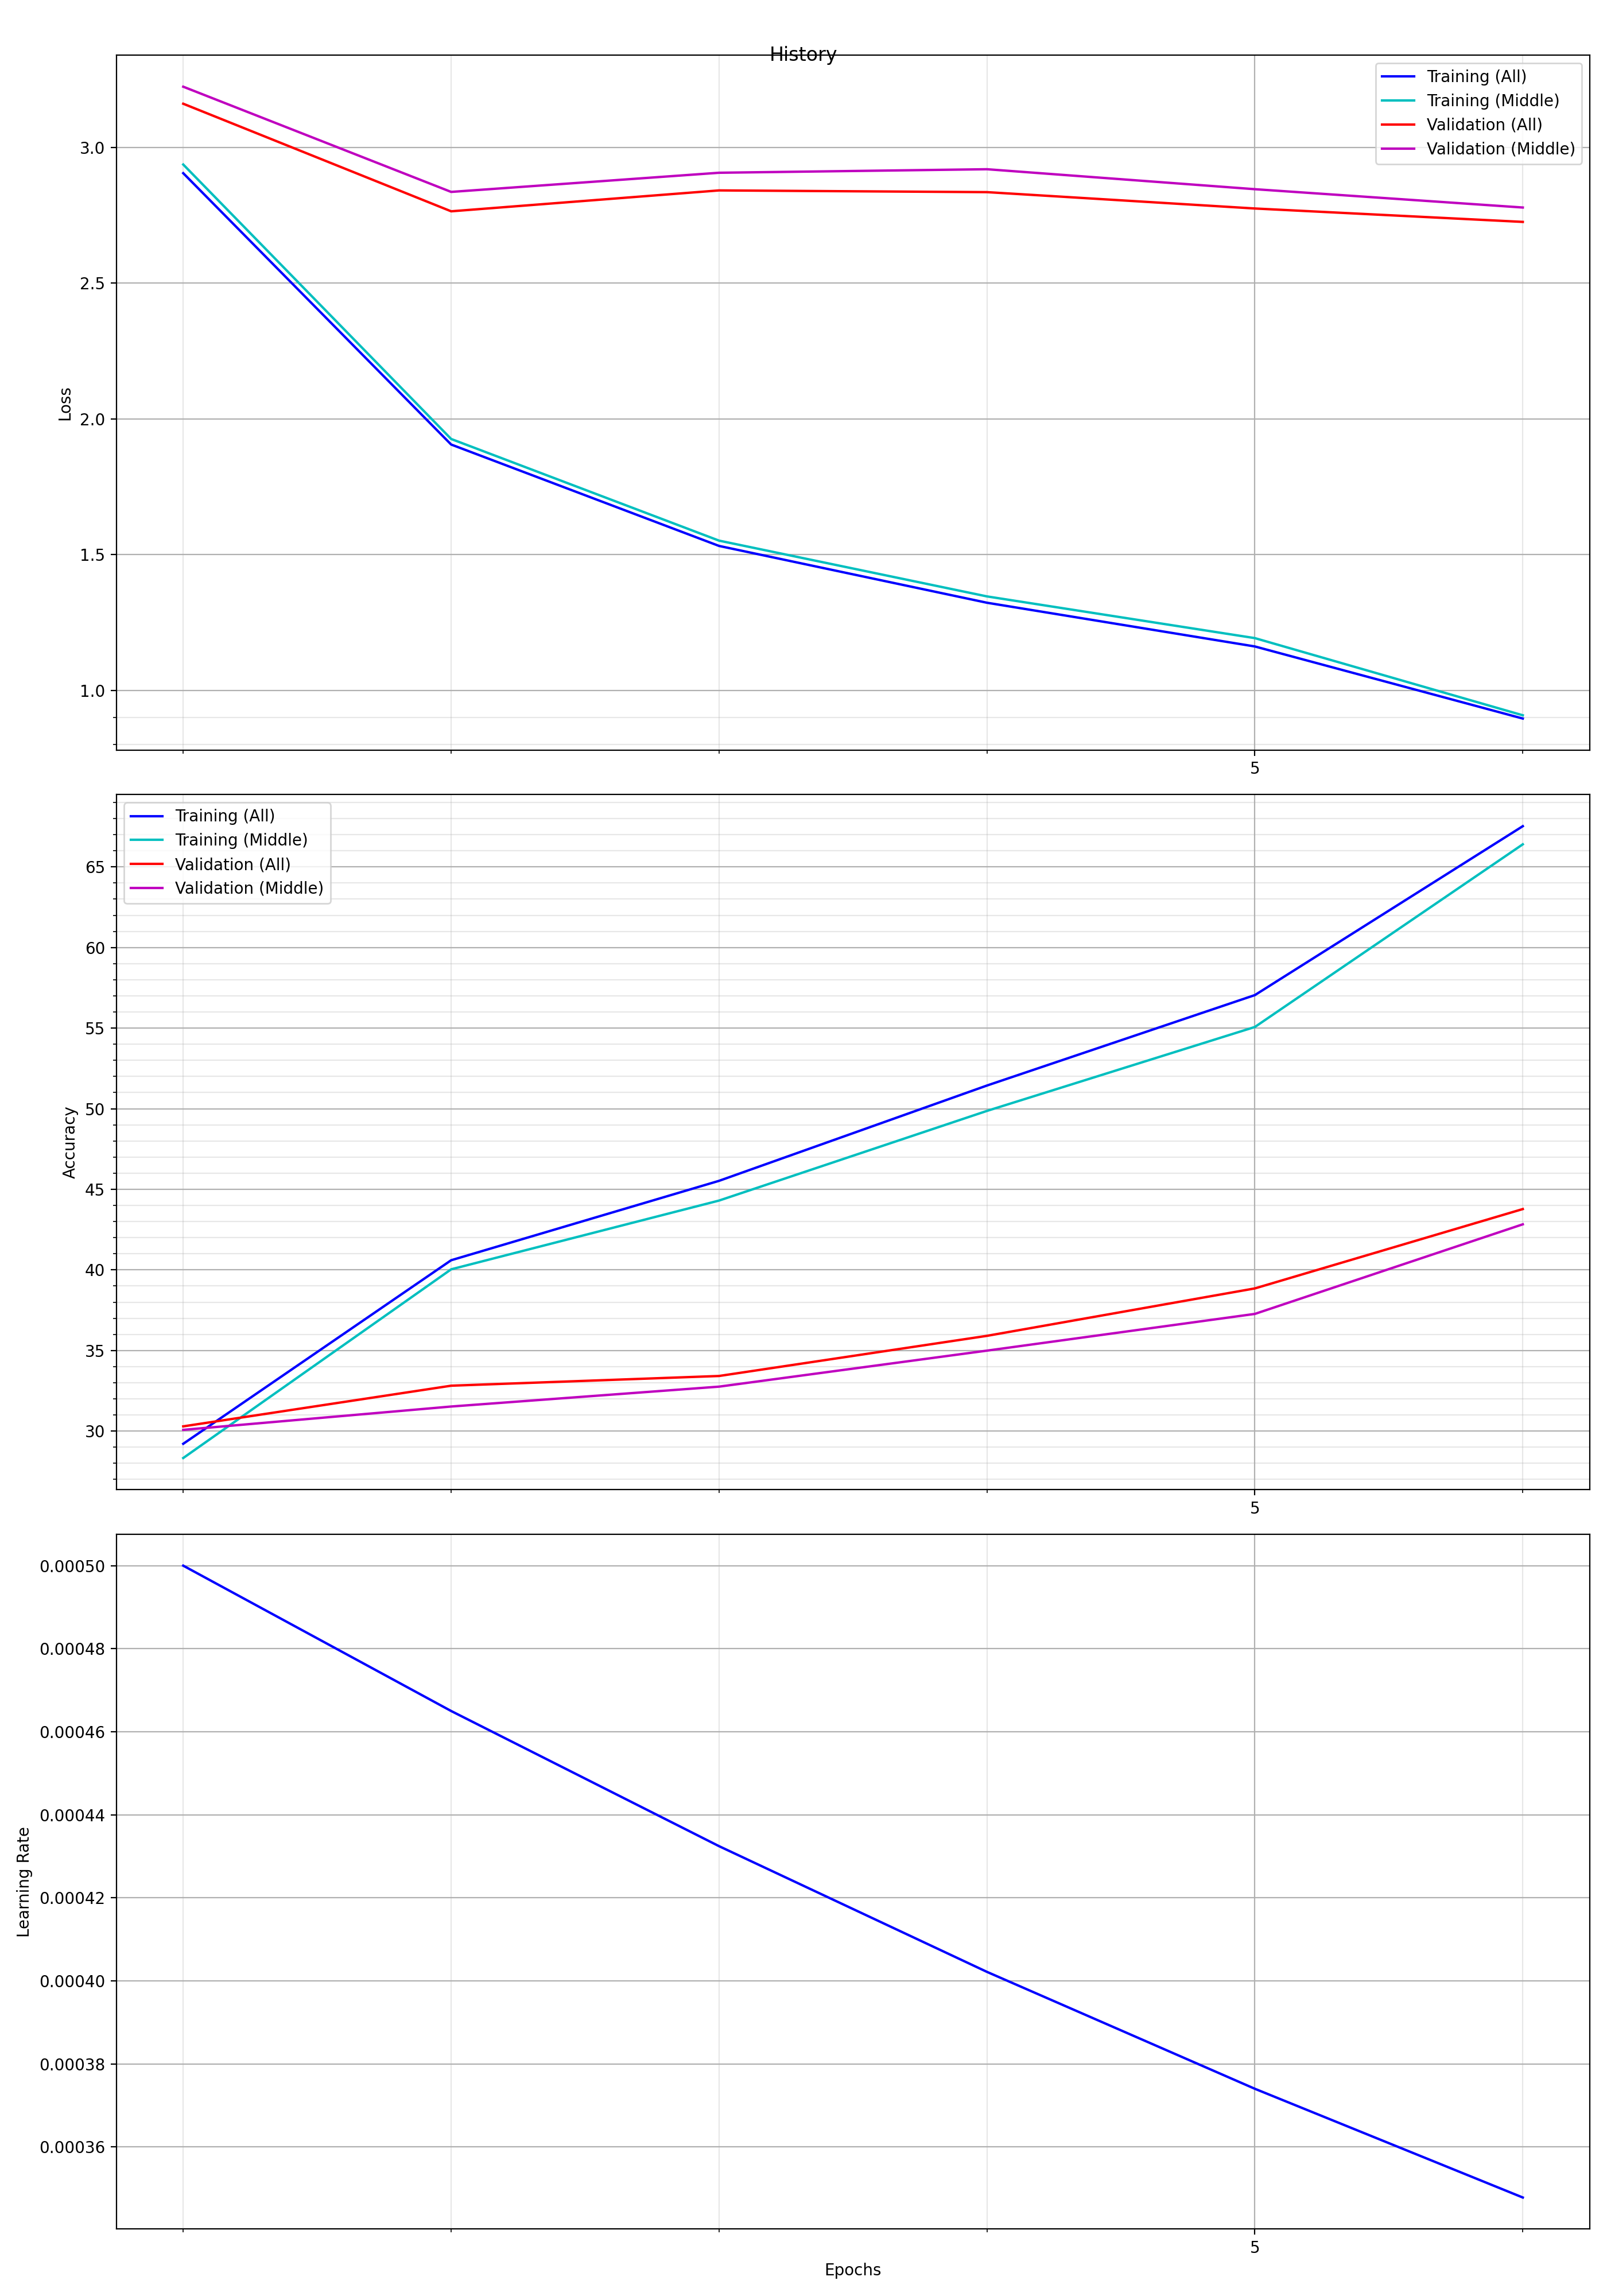 History
Training (All)
Training (Middle)
Validation (All)
Validation (Middle)
3.0
2.5
2.0
1.5
1.0
Loss
5
Training (All)
Training (Middle)
Validation (All)
Validation (Middle)
65
60
55
50
45
40
35
30
Accuracy
5
0.00050
0.00048
0.00046
0.00044
0.00042
0.00040
0.00038
0.00036
Learning Rate
5
Epochs